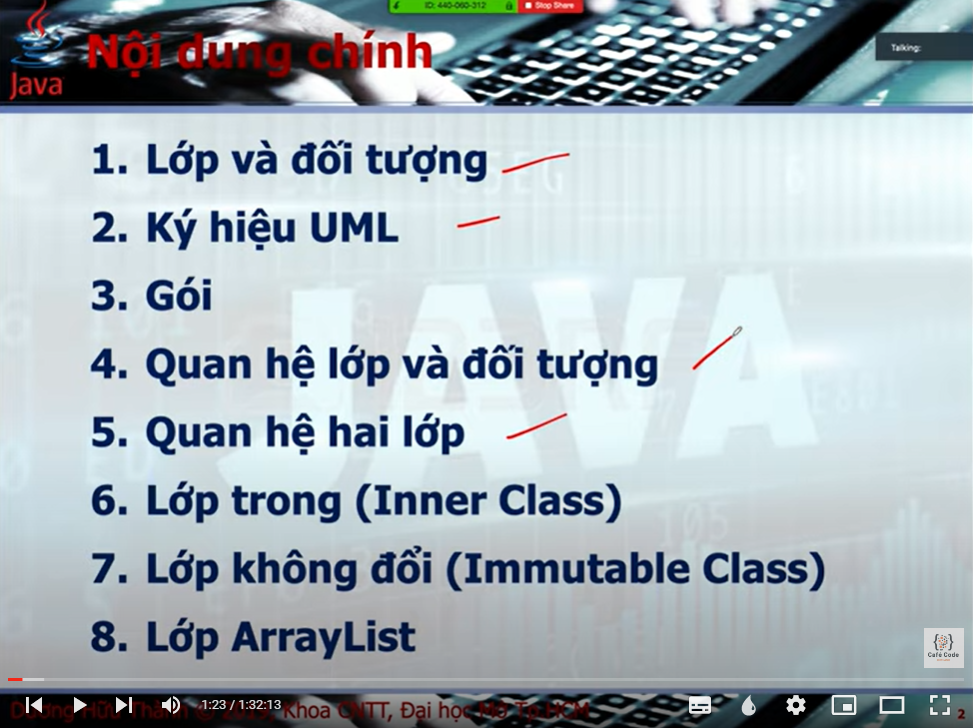 ID: 440-060-312 Stop Share
Talking:
Java
Nội dung chính
1. Lớp và đối tượng
2. Ký hiệu UML
3. Gói
4. Quan hệ lớp và đối tượng
5. Quan hệ hai lớp
6. Lớp trong (Inner Class)
7. Lớp không đổi (Immutable Class)
8. Lớp ArrayList
JAVA
Café Code
1:23 / 1:32:13
Dương Hữu Thành © 2019, Khoa CNTT, Đại học Mở Tp.HCM
2